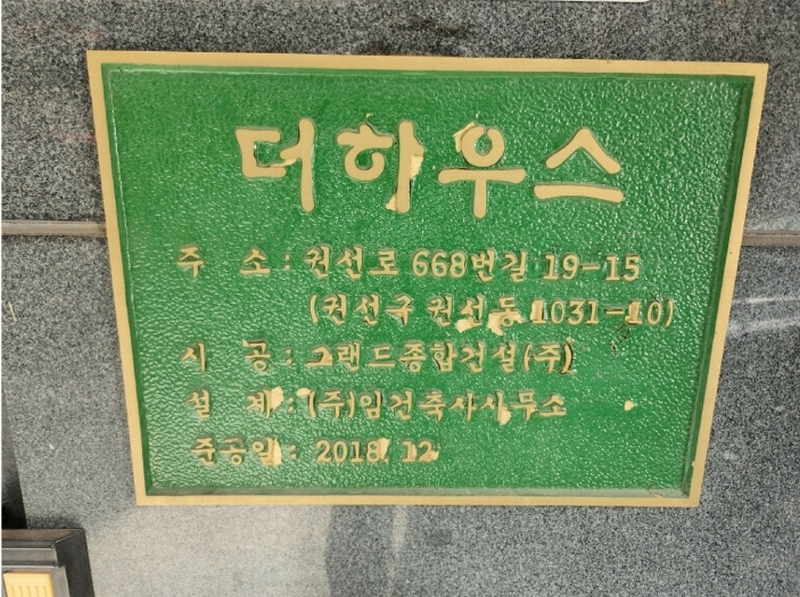 더하우스
주 소 : 권선로 668번길 19-15
(권선구 권선동 1031-10)
시 공 : 그랜드종합건설(주)
설 계 : (주)임건축사사무소
준공일 : 2018. 12